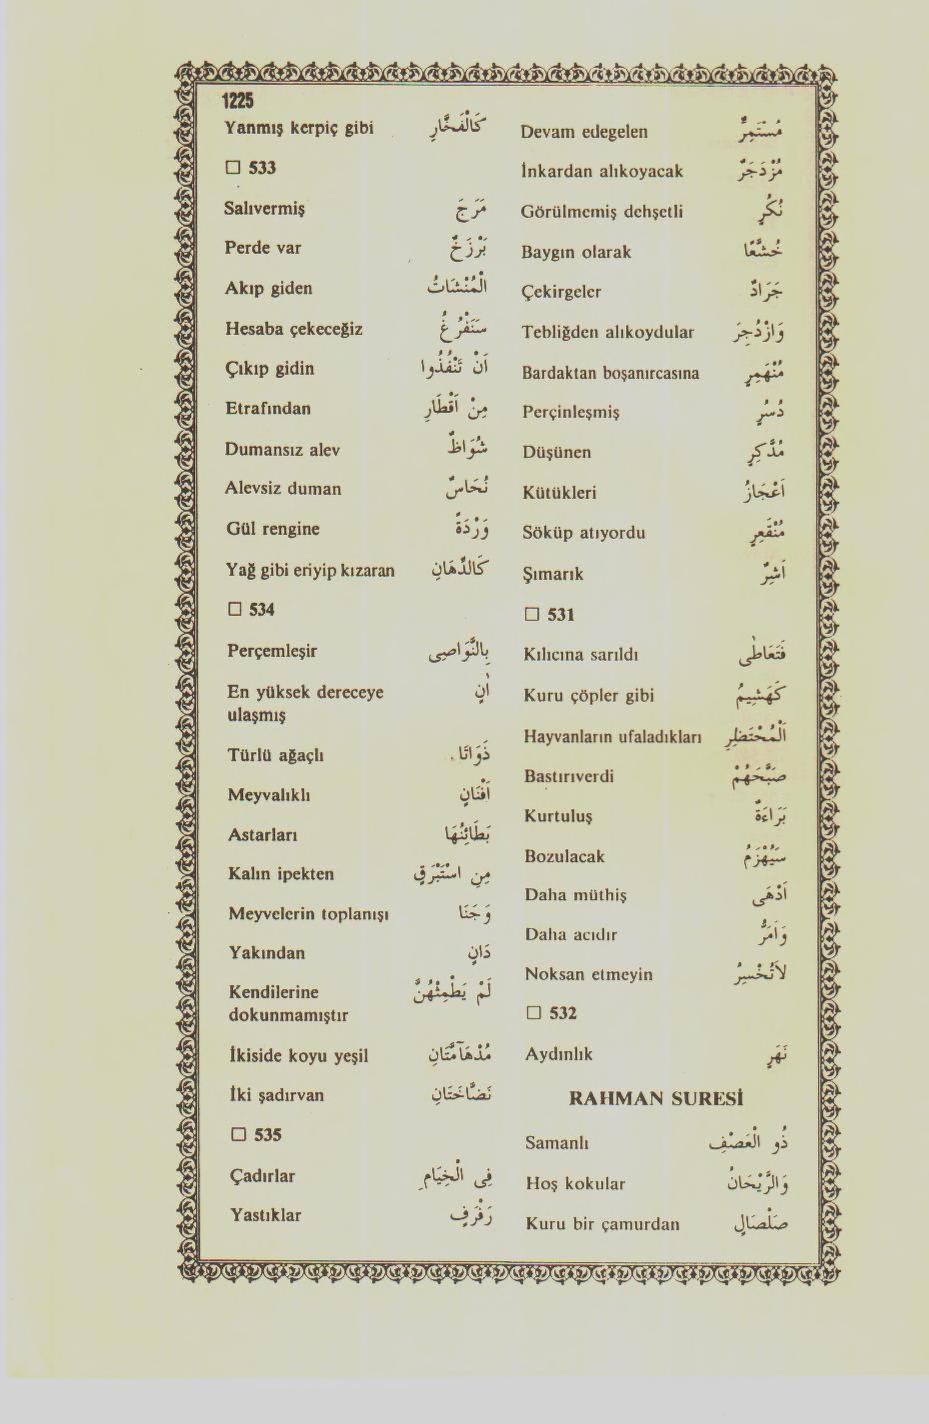 1225
Devam edegelen مُسْتَمِرٌّ
İnkardan alıkoyacak مُزْدَجَرٌ
Görülmemiş dehşetli نُكُرٍ
Baygın olarak خُشَّعًا
Çekirgeler جَرَادٌ
Tebliğden alıkoydular وَازْدُجِرَ
Bardaktan boşanırcasına مُنْهَمِرٍ
Perçinleşmiş دُسُرٍ
Düşünen مُدَّكِرٍ
Kütükleri اَعْجَازُ
Söküp atıyordu مُنْقَعِرٍ
Şımarık اَشِرٌ
□ 531
Kılıcına sarıldı فَتَعَاطٰى
Kuru çöpler gibi كَهَشِيمِ
Hayvanların ufaladıkları اَلْمُحْتَظِرِ
Bastırıverdi صَبَّحَهُمْ
Kurtuluş بَرَاءَةٌ
Bozulacak سَيُهْزَمُ
Daha müthiş اَدْهَى
Daha acıdır وَاَمَرُّ
Noksan etmeyin لَاتُخْسِرُ
□ 532
Aydınlık نَهَرٍ
RAHMAN SURESİ
Samanlı ذُو الْعَصْفِ
Hoş kokular وَالرَّيْحَانُ
Kuru bir çamurdan صَلْصَالٍ
Yanmış kerpiç gibi كَالْفَخَّارِ
□ 533
Salıvermiş مَرَجَ
Perde var بَرْزَخٌ
Akıp giden الْمُنْشَاٰتُ
Hesaba çekeceğiz سَنَفْرُغُ
Çıkıp gidin اَنْ تَنْفُذُوا
Etrafından مِنْ اَقْطَارِ
Dumansız alev شُوَاظٌ
Alevsiz duman نُحَاسٌ
Gül rengine وَرْدَةً
Yağ gibi eriyip kızaran كَالدِّهَانِ
□ 534
Perçemleşir بِالنَّوَاصِى
En yüksek dereceye اٰنٍ
ulaşmış
Türlü ağaçlı ذَوَاتَا
Meyvalıklı اَفْنَانٍ
Astarları بَطَائِنُهَا
Kalın ipekten مِن اسْتَبْرَقٍ
Meyvelerin toplanışı وَجَنَا
Yakından دَانٍ
Kendilerine لَمْ يَطْمِثْهُنَّ
dokunmamıştır
İkiside koyu yeşil مُدْهَآمَّتَانِ
İki şadırvan نَضَّاخَتَانِ
□ 535
Çadırlar فِى الْخِيَامِ
Yastıklar رَفْرَفٍ